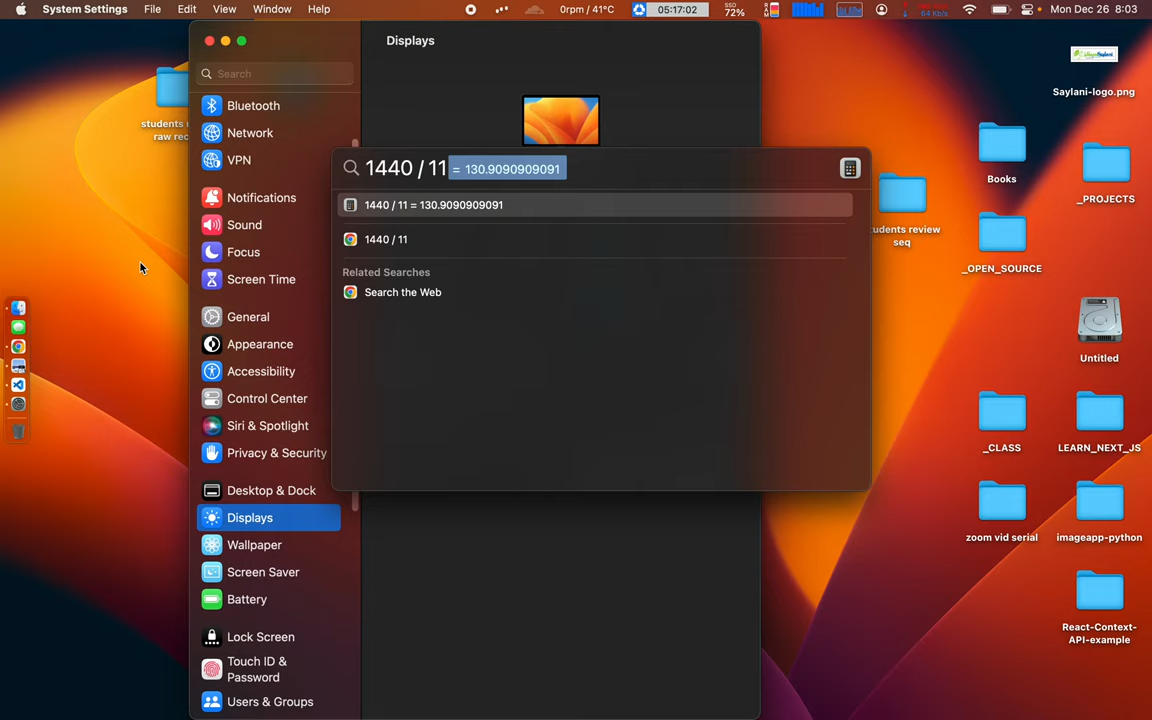 System Settings File Edit View Window Help
0rpm / 41°C
05:17:02
SSD
72%
64 Kb/s
Mon Dec 26 8:03
Displays
Search
Bluetooth
Network
VPN
Notifications
Sound
Focus
Screen Time
General
Appearance
Accessibility
Control Center
Siri & Spotlight
Privacy & Security
Desktop & Dock
Displays
Wallpaper
Screen Saver
Battery
Lock Screen
Touch ID &
Password
Users & Groups
1440 / 11 = 130.9090909091
1440 / 11 = 130.9090909091
1440 / 11
Related Searches
Search the Web
students
raw rec
udents review
seq
Saylani-logo.png
Books
_PROJECTS
_OPEN_SOURCE
Untitled
_CLASS
LEARN_NEXT_JS
zoom vid serial
imageapp-python
React-Context-
API-example